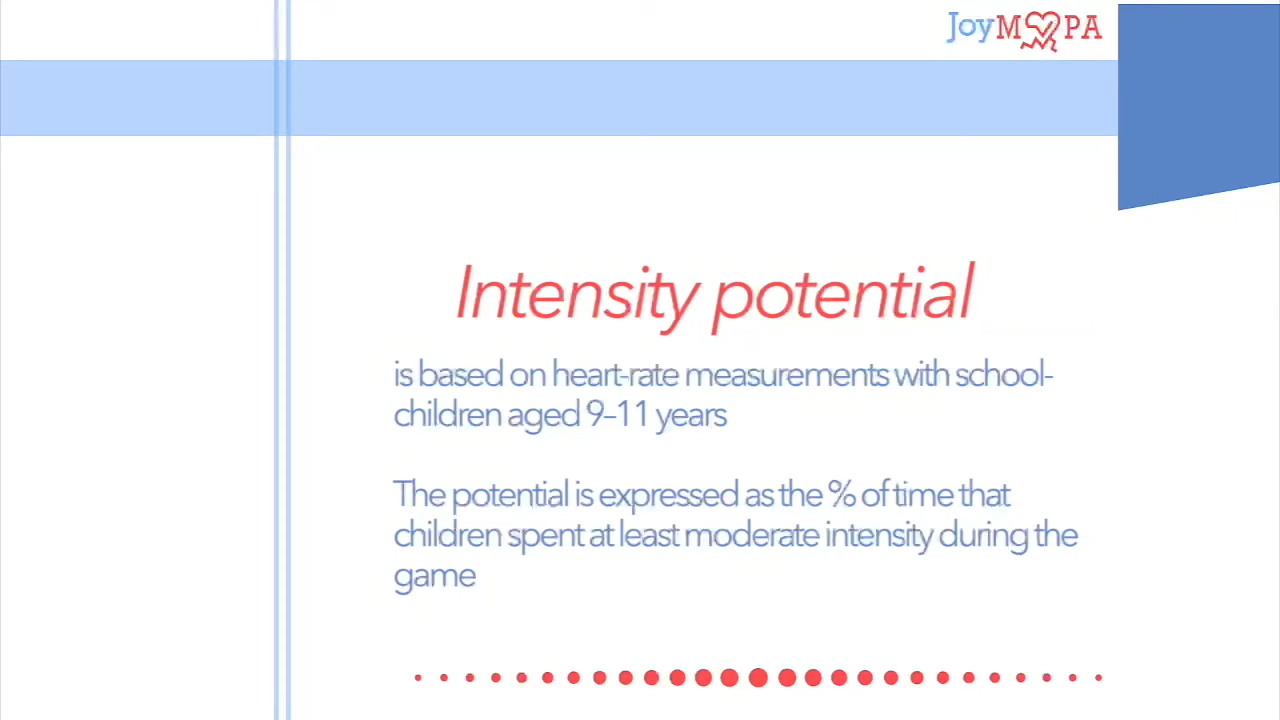 JoyMOPA
Intensity potential
is based on heart-rate measurements with school-
children aged 9–11 years
The potential is expressed as the % of time that
children spent at least moderate intensity during the
game